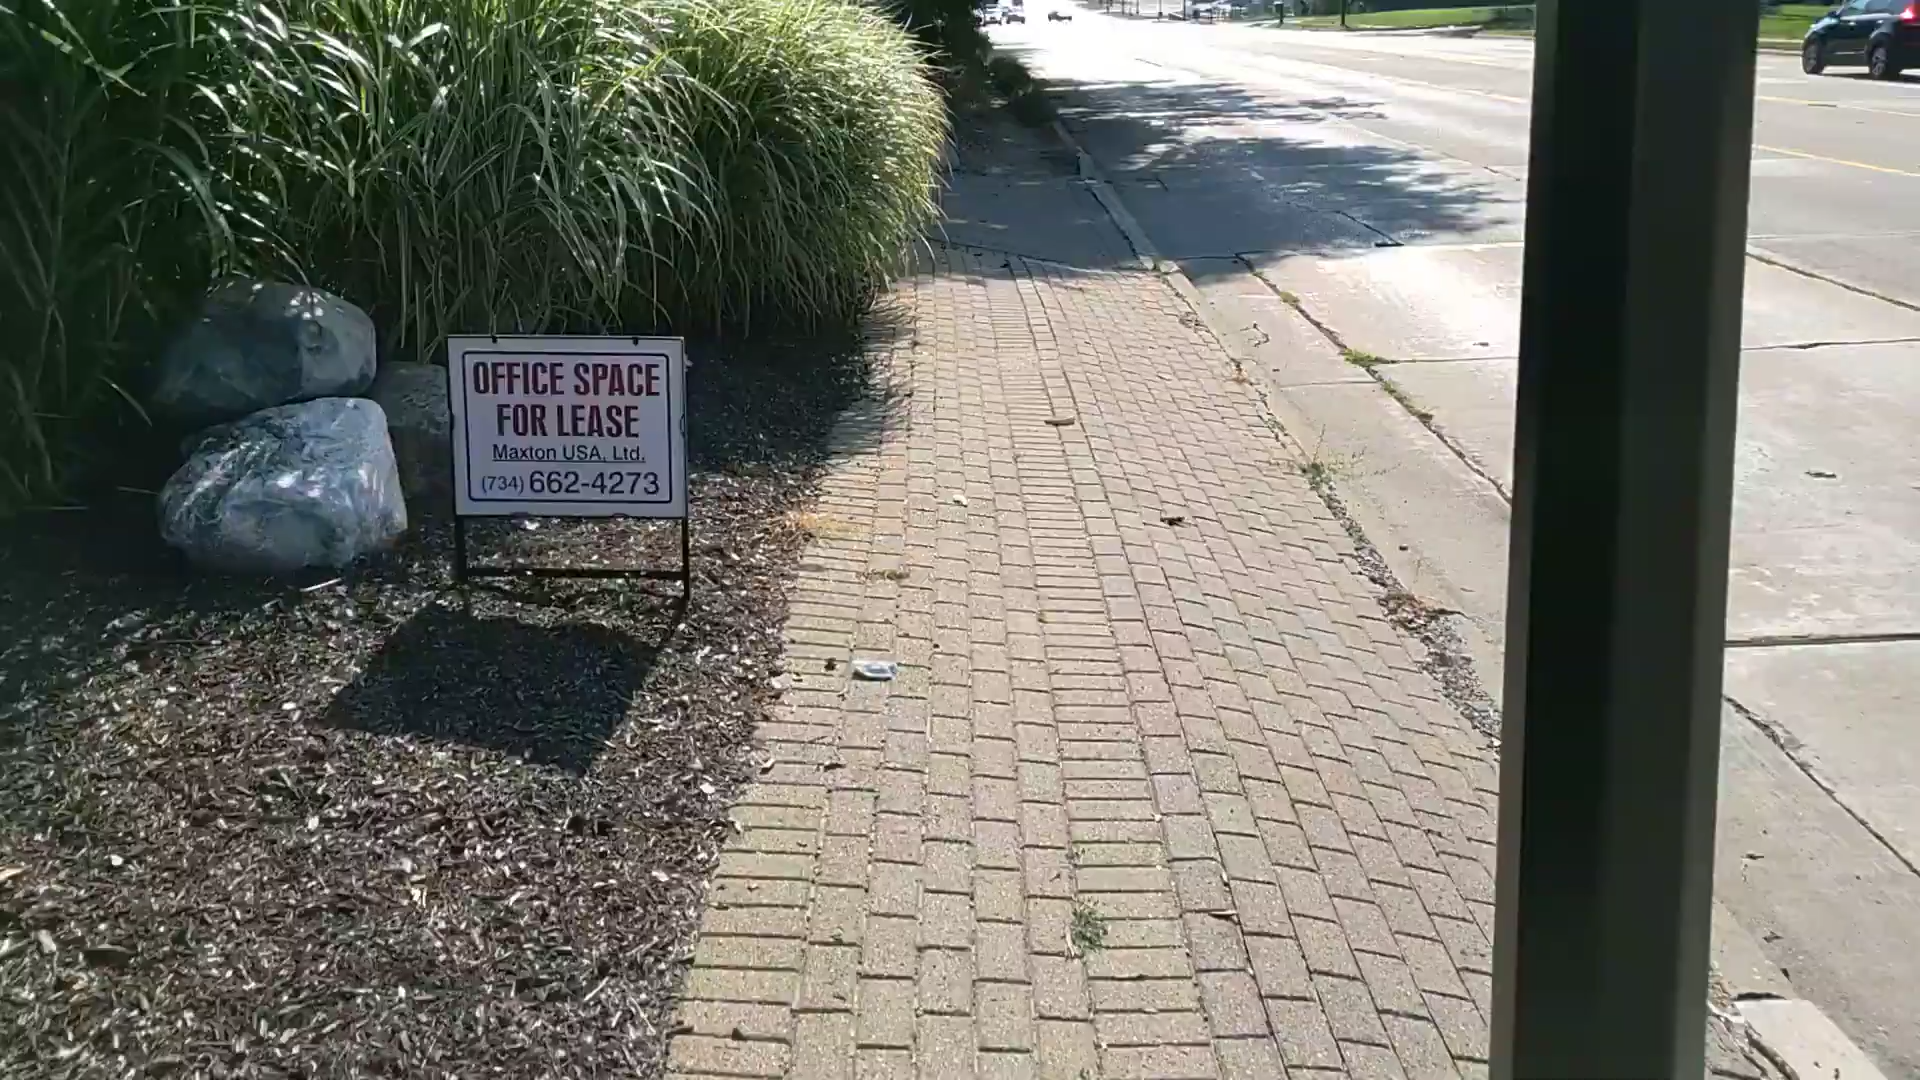 OFFICE SPACE
FOR LEASE
Maxton USA, Ltd.
(734) 662-4273